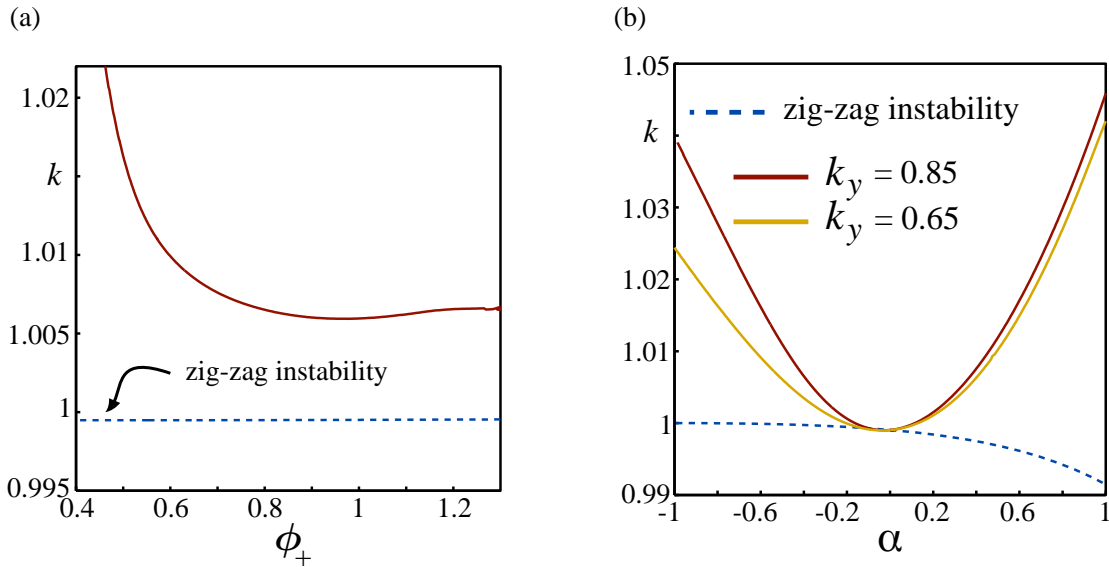 (a)
1.02
k
1.01
1.005
zig-zag instability
1
0.995
0.4 0.6 0.8 1 1.2
ϕ+
(b)
1.05
zig-zag instability
k
k_y = 0.85
1.03
k_y = 0.65
1.02
1.01
1
0.99
-1 -0.6 -0.2 0.2 0.6 1
α